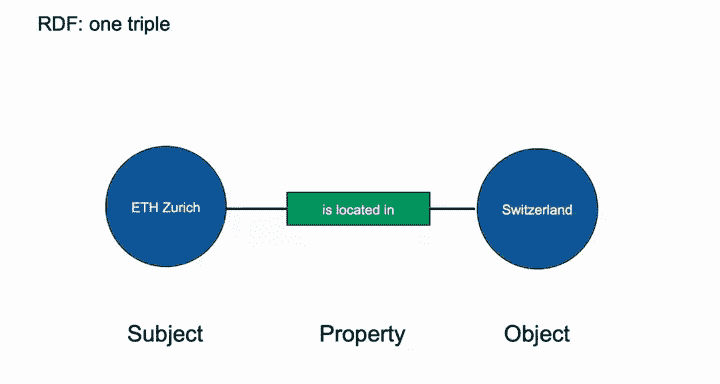 RDF: one triple
ETH Zurich
is located in
Switzerland
Subject
Property
Object